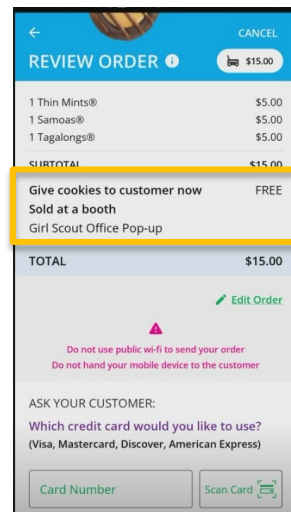 CANCEL
REVIEW ORDER i $15.00
1 Thin Mints® $5.00
1 Samoas® $5.00
1 Tagalongs® $5.00
SUBTOTAL $15.00
Give cookies to customer now FREE
Sold at a booth
Girl Scout Office Pop-up
TOTAL $15.00
Edit Order
Do not use public wi-fi to send your order
Do not hand your mobile device to the customer
ASK YOUR CUSTOMER:
Which credit card would you like to use?
(Visa, Mastercard, Discover, American Express)
Card Number Scan Card